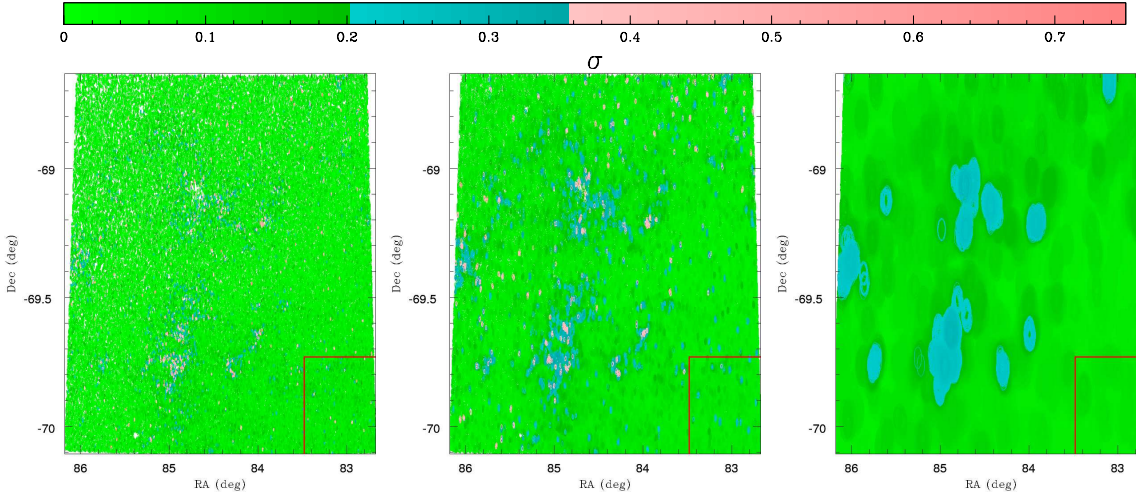 0 0.1 0.2 0.3 0.4 0.5 0.6 0.7
σ
-69 -69 -69
Dec (deg) Dec (deg) Dec (deg)
-69.5 -69.5 -69.5
-70 -70 -70
86 85 84 83 86 85 84 83 86 85 84 83
RA (deg) RA (deg) RA (deg)